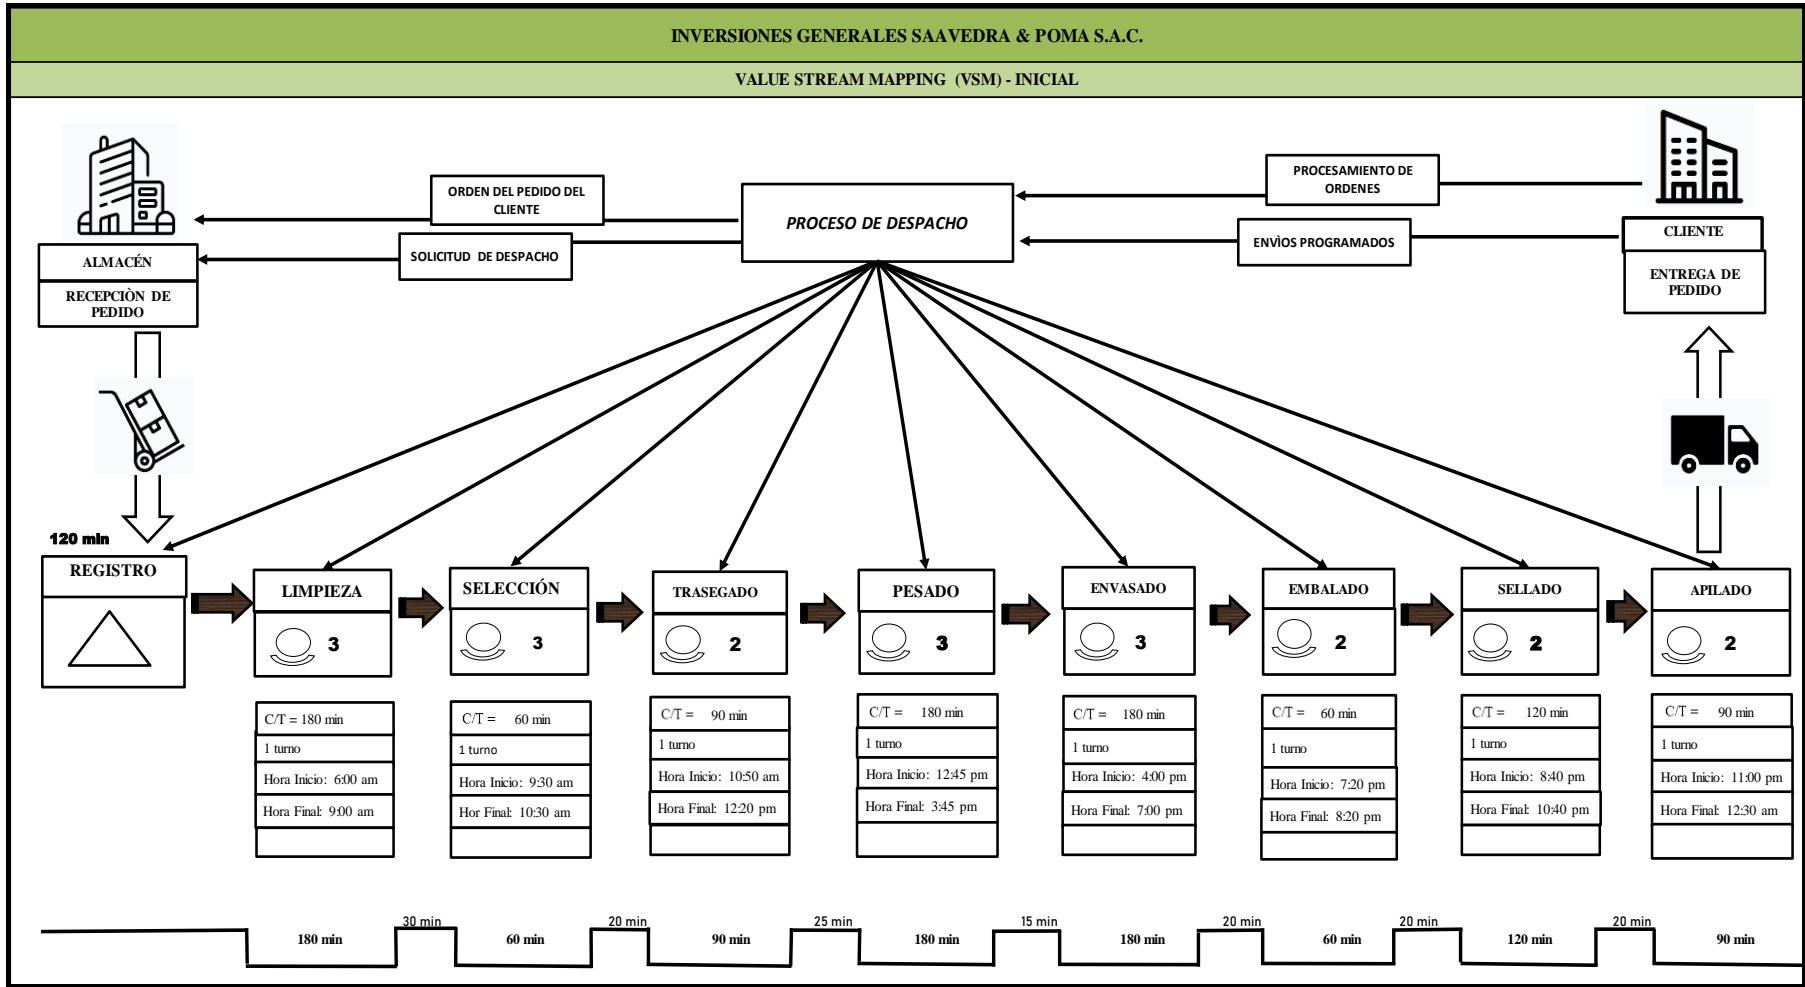 INVERSIONES GENERALES SAAVEDRA & POMA S.A.C.
VALUE STREAM MAPPING (VSM) - INICIAL
ORDEN DEL PEDIDO DEL
CLIENTE
SOLICITUD DE DESPACHO
PROCESO DE DESPACHO
PROCESAMIENTO DE
ORDENES
ENVÌOS PROGRAMADOS
ALMACÉN
RECEPCIÒN DE
PEDIDO
CLIENTE
ENTREGA DE
PEDIDO
120 min
REGISTRO
LIMPIEZA
3
C/T = 180 min
1 turno
Hora Inicio: 6:00 am
Hora Final: 9:00 am
SELECCIÓN
3
C/T = 60 min
1 turno
Hora Inicio: 9:30 am
Hor Final: 10:30 am
TRASEGADO
2
C/T = 90 min
1 turno
Hora Inicio: 10:50 am
Hora Final: 12:20 pm
PESADO
3
C/T = 180 min
1 turno
Hora Inicio: 12:45 pm
Hora Final: 3:45 pm
ENVASADO
3
C/T = 180 min
1 turno
Hora Inicio: 4:00 pm
Hora Final: 7:00 pm
EMBALADO
2
C/T = 60 min
1 turno
Hora Inicio: 7:20 pm
Hora Final: 8:20 pm
SELLADO
2
C/T = 120 min
1 turno
Hora Inicio: 8:40 pm
Hora Final: 10:40 pm
APILADO
2
C/T = 90 min
1 turno
Hora Inicio: 11:00 pm
Hora Final: 12:30 am
180 min
30 min
60 min
20 min
90 min
25 min
180 min
15 min
180 min
20 min
60 min
20 min
120 min
20 min
90 min